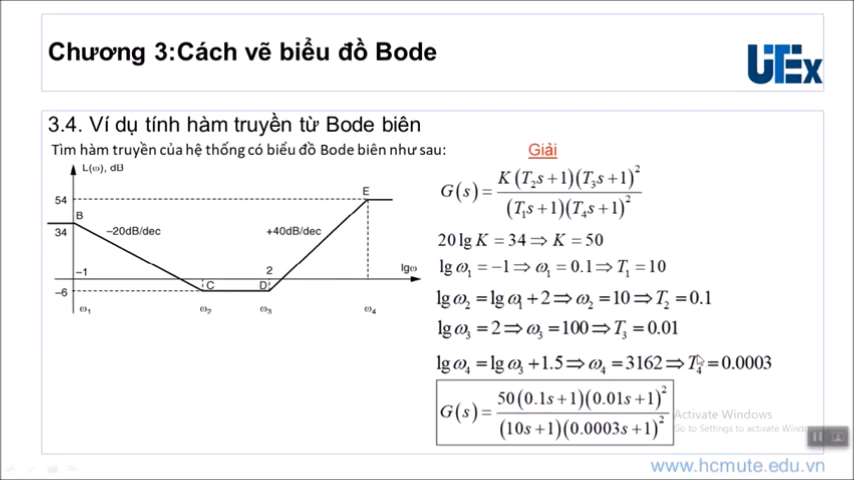 Chương 3:Cách vẽ biểu đồ Bode
UTEx
3.4. Ví dụ tính hàm truyền từ Bode biên
Tìm hàm truyền của hệ thống có biểu đồ Bode biên như sau:
L(ω), dB
54
B
34
−20dB/dec
+40dB/dec
E
−1
2
lgω
−6
C
D
ω₁
ω₂
ω₃
ω₄
Giải
G(s) = K(T₂s+1)(T₃s+1)² / (T₁s+1)(T₄s+1)²
20 lg K = 34 ⇒ K = 50
lg ω₁ = −1 ⇒ ω₁ = 0.1 ⇒ T₁ = 10
lg ω₂ = lg ω₁ + 2 ⇒ ω₂ = 10 ⇒ T₂ = 0.1
lg ω₃ = 2 ⇒ ω₃ = 100 ⇒ T₃ = 0.01
lg ω₄ = lg ω₃ + 1.5 ⇒ ω₄ = 3162 ⇒ T₄ = 0.0003
G(s) = 50(0.1s+1)(0.01s+1)² / (10s+1)(0.0003s+1)²
Activate Windows
Go to Settings to activate Windo
www.hcmute.edu.vn